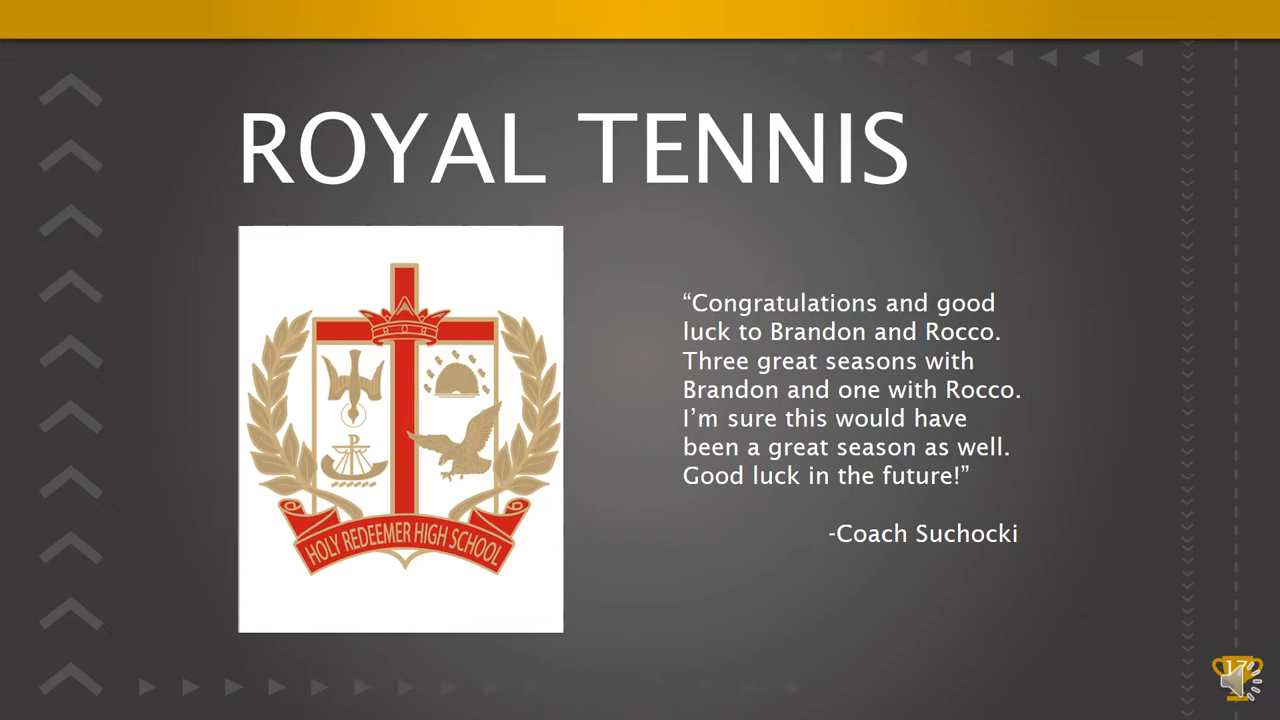 ROYAL TENNIS
“Congratulations and good
luck to Brandon and Rocco.
Three great seasons with
Brandon and one with Rocco.
I’m sure this would have
been a great season as well.
Good luck in the future!”
-Coach Suchocki
P
HOLY REDEEMER HIGH SCHOOL
17